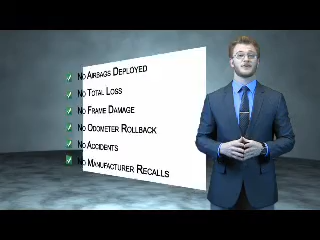 No Airbags Deployed
No Total Loss
No Frame Damage
No Odometer Rollback
No Accidents
No Manufacturer Recalls